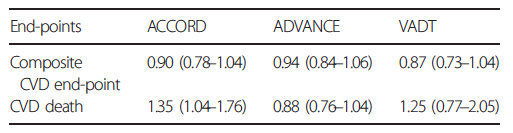 End-points ACCORD ADVANCE VADT
Composite 0.90 (0.78–1.04) 0.94 (0.84–1.06) 0.87 (0.73–1.04)
CVD end-point
CVD death 1.35 (1.04–1.76) 0.88 (0.76–1.04) 1.25 (0.77–2.05)